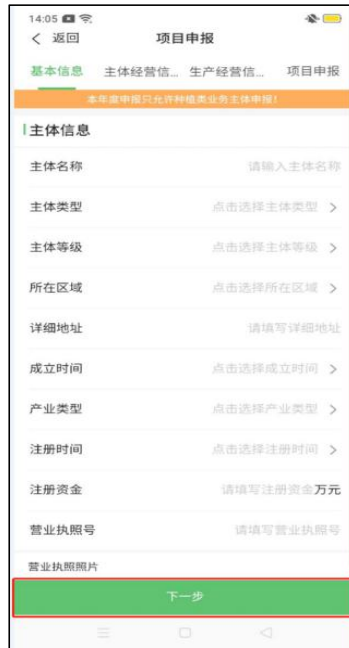 14:05
返回 项目申报
基本信息 主体经营信... 生产经营信... 项目申报
本年度申报只允许种植类业务主体申报！
主体信息
主体名称 请输入主体名称
主体类型 点击选择主体类型
主体等级 点击选择主体等级
所在区域 点击选择所在区域
详细地址 请填写详细地址
成立时间 点击选择成立时间
产业类型 点击选择产业类型
注册时间 点击选择注册时间
注册资金 请填写注册资金万元
营业执照号 请填写营业执照号
营业执照照片
下一步